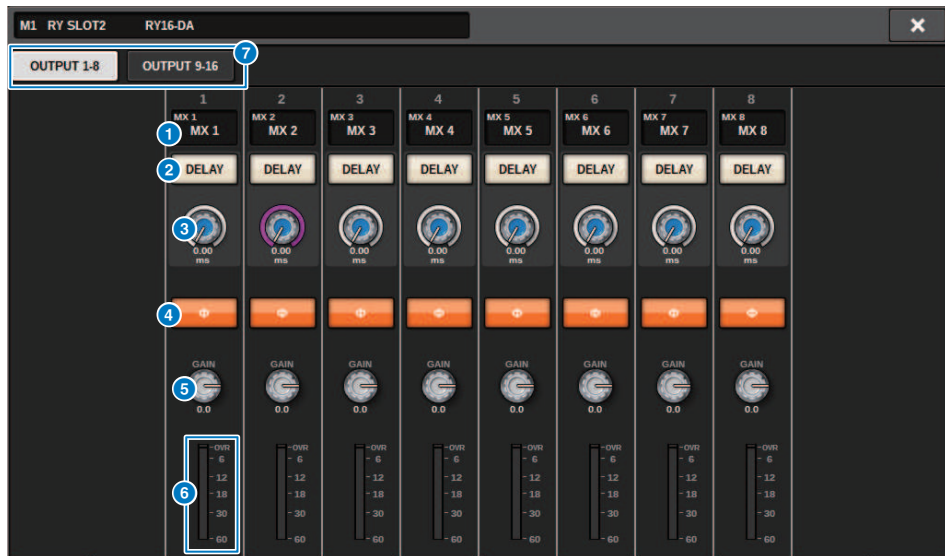 M1 RY SLOT2 RY16-DA
OUTPUT 1-8 OUTPUT 9-16 7
1 2 3 4 5 6 7 8
MX 1 MX 2 MX 3 MX 4 MX 5 MX 6 MX 7 MX 8
1 MX 1 MX 2 MX 3 MX 4 MX 5 MX 6 MX 7 MX 8
2 DELAY DELAY DELAY DELAY DELAY DELAY DELAY DELAY
3
0.00 0.00 0.00 0.00 0.00 0.00 0.00 0.00
ms ms ms ms ms ms ms ms
4 Φ Φ Φ Φ Φ Φ Φ Φ
GAIN GAIN GAIN GAIN GAIN GAIN GAIN GAIN
5
0.0 0.0 0.0 0.0 0.0 0.0 0.0 0.0
OVR OVR OVR OVR OVR OVR OVR OVR
6 6 6 6 6 6 6 6
12 12 12 12 12 12 12 12
6 18 18 18 18 18 18 18 18
30 30 30 30 30 30 30 30
60 60 60 60 60 60 60 60